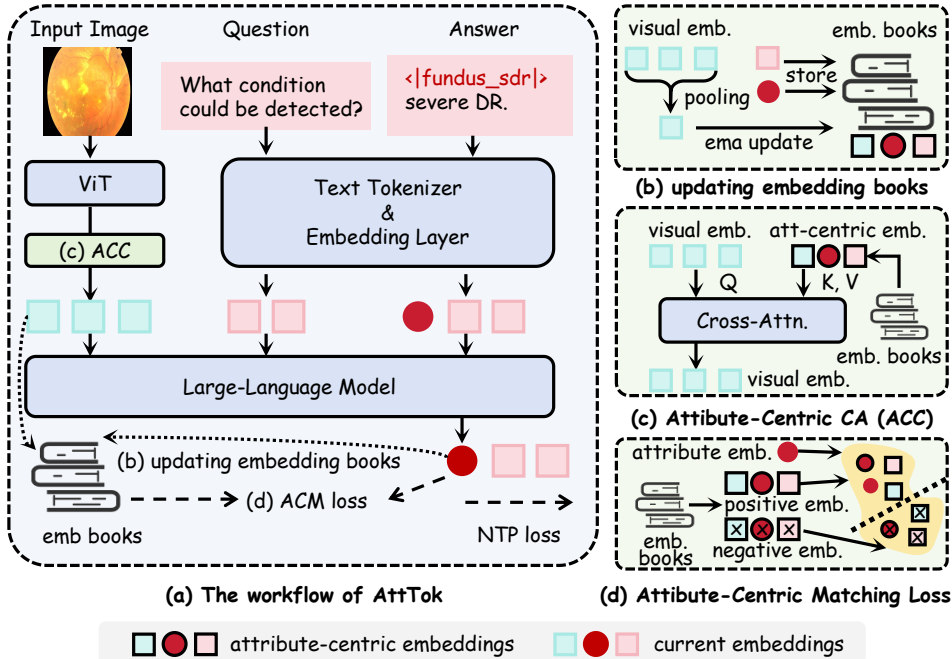 Input Image
Question
Answer
What condition
could be detected?
<|fundus_sdr|>
severe DR.
ViT
Text Tokenizer
&
Embedding Layer
(c) ACC
Large-Language Model
(b) updating embedding books
(d) ACM loss
emb books
NTP loss
(a) The workflow of AttTok
visual emb.
emb. books
store
pooling
ema update
(b) updating embedding books
visual emb.
att-centric emb.
Q
K, V
Cross-Attn.
emb. books
visual emb.
(c) Attibute-Centric CA (ACC)
attribute emb.
positive emb.
emb.
books
negative emb.
(d) Attibute-Centric Matching Loss
attribute-centric embeddings
current embeddings